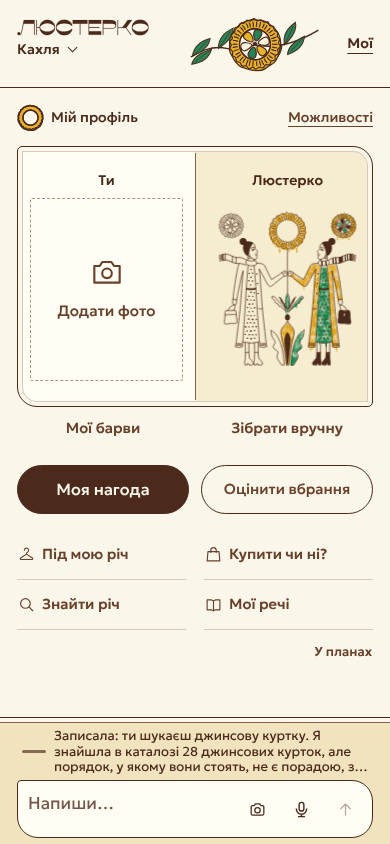 ЛЮСТЕРКО
Кахля
Мої
Мій профіль
Можливості
Ти
Люстерко
Додати фото
Мої барви
Зібрати вручну
Моя нагода
Оцінити вбрання
Під мою річ
Купити чи ні?
Знайти річ
Мої речі
У планах
Записала: ти шукаєш джинсову куртку. Я
знайшла в каталозі 28 джинсових курток, але
порядок, у якому вони стоять, не є порадою, з…
Напиши…